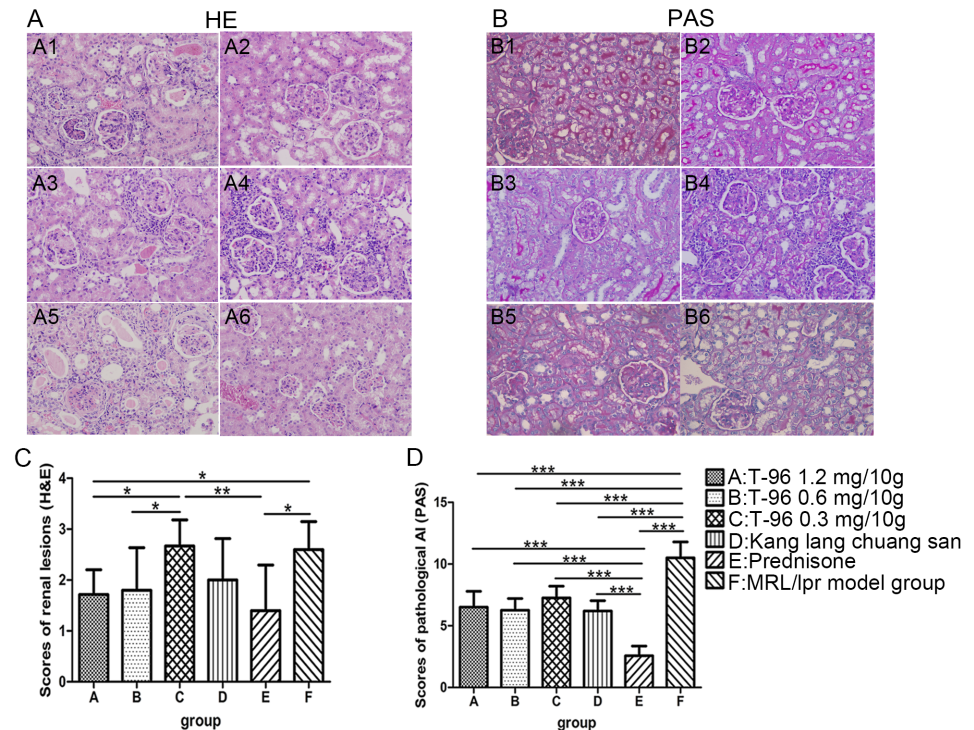 A HE
A1 A2
A3 A4
A5 A6
B PAS
B1 B2
B3 B4
B5 B6
C
Scores of renal lesions (H&E)
4
3
2
1
0
*
* **
* *
A B C D E F
group
D
Scores of pathological AI (PAS)
15
10
5
0
***
***
***
***
***
***
***
***
***
A B C D E F
group
A:T-96 1.2 mg/10g
B:T-96 0.6 mg/10g
C:T-96 0.3 mg/10g
D:Kang lang chuang san
E:Prednisone
F:MRL/lpr model group